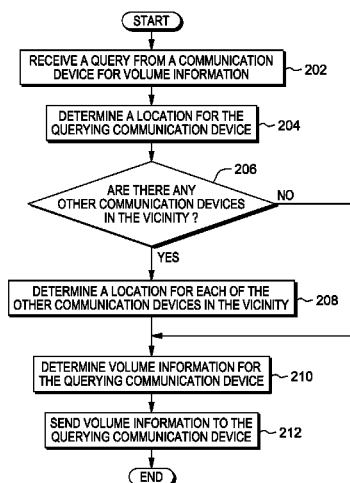 START
RECEIVE A QUERY FROM A COMMUNICATION
DEVICE FOR VOLUME INFORMATION
202
DETERMINE A LOCATION FOR THE
QUERYING COMMUNICATION DEVICE
204
206
ARE THERE ANY
OTHER COMMUNICATION DEVICES
IN THE VICINITY ?
NO
YES
DETERMINE A LOCATION FOR EACH OF THE
OTHER COMMUNICATION DEVICES IN THE VICINITY
208
DETERMINE VOLUME INFORMATION FOR
THE QUERYING COMMUNICATION DEVICE
210
SEND VOLUME INFORMATION TO THE
QUERYING COMMUNICATION DEVICE
212
END